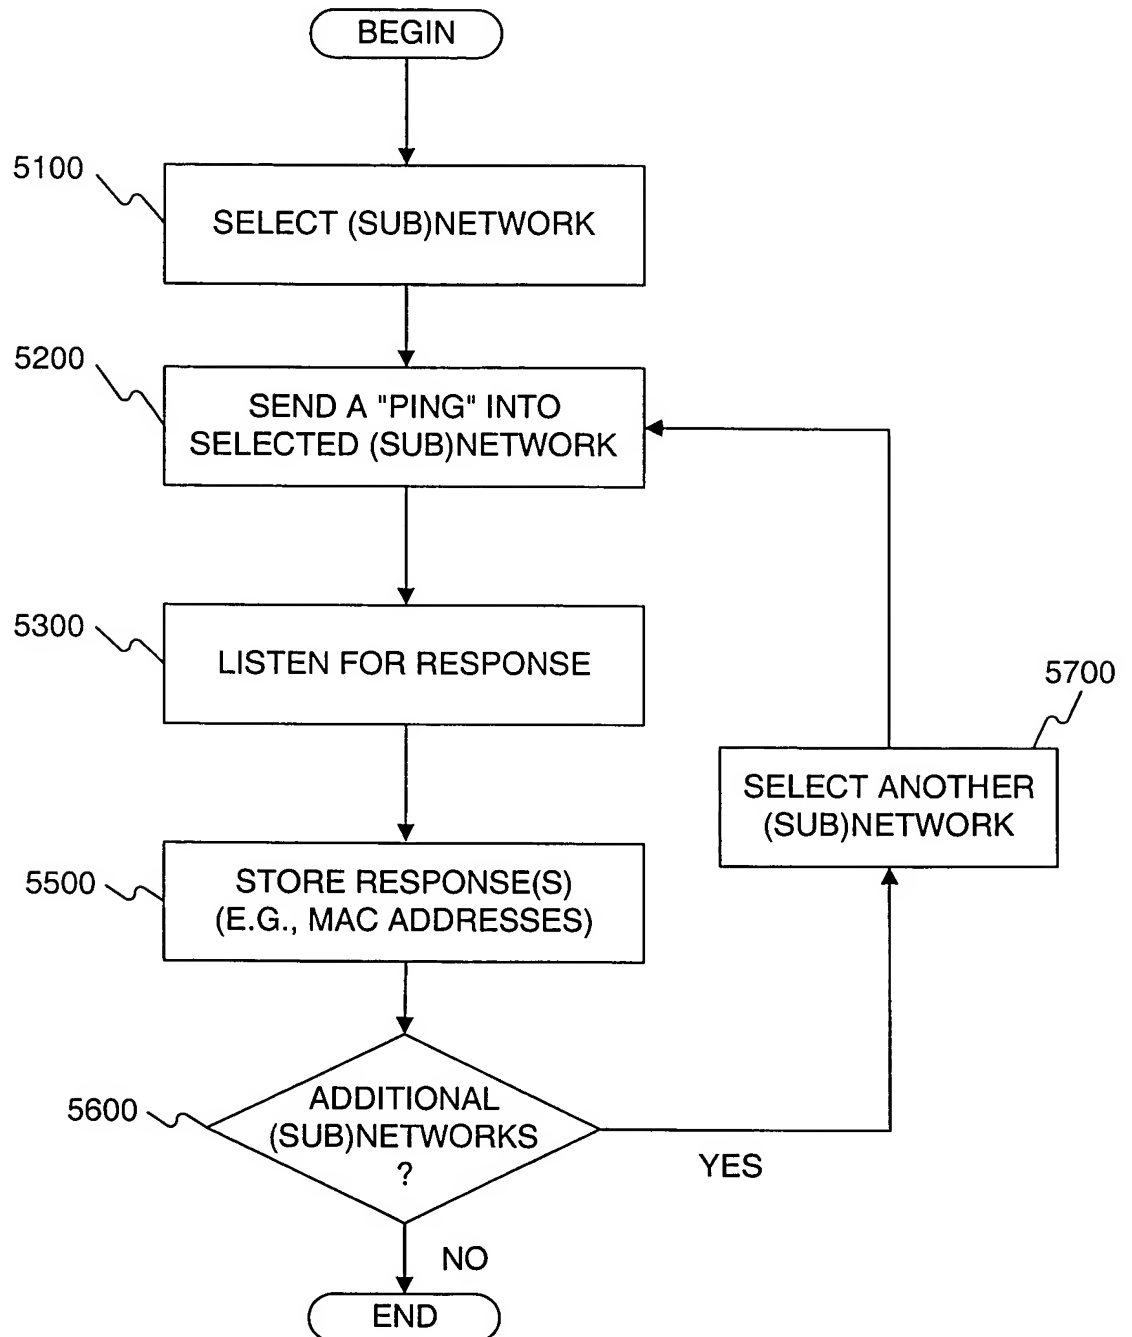 BEGIN
5100
SELECT (SUB)NETWORK
5200
SEND A "PING" INTO
SELECTED (SUB)NETWORK
5300
LISTEN FOR RESPONSE
5700
SELECT ANOTHER
(SUB)NETWORK
5500
STORE RESPONSE(S)
(E.G., MAC ADDRESSES)
5600
ADDITIONAL
(SUB)NETWORKS
?
YES
NO
END